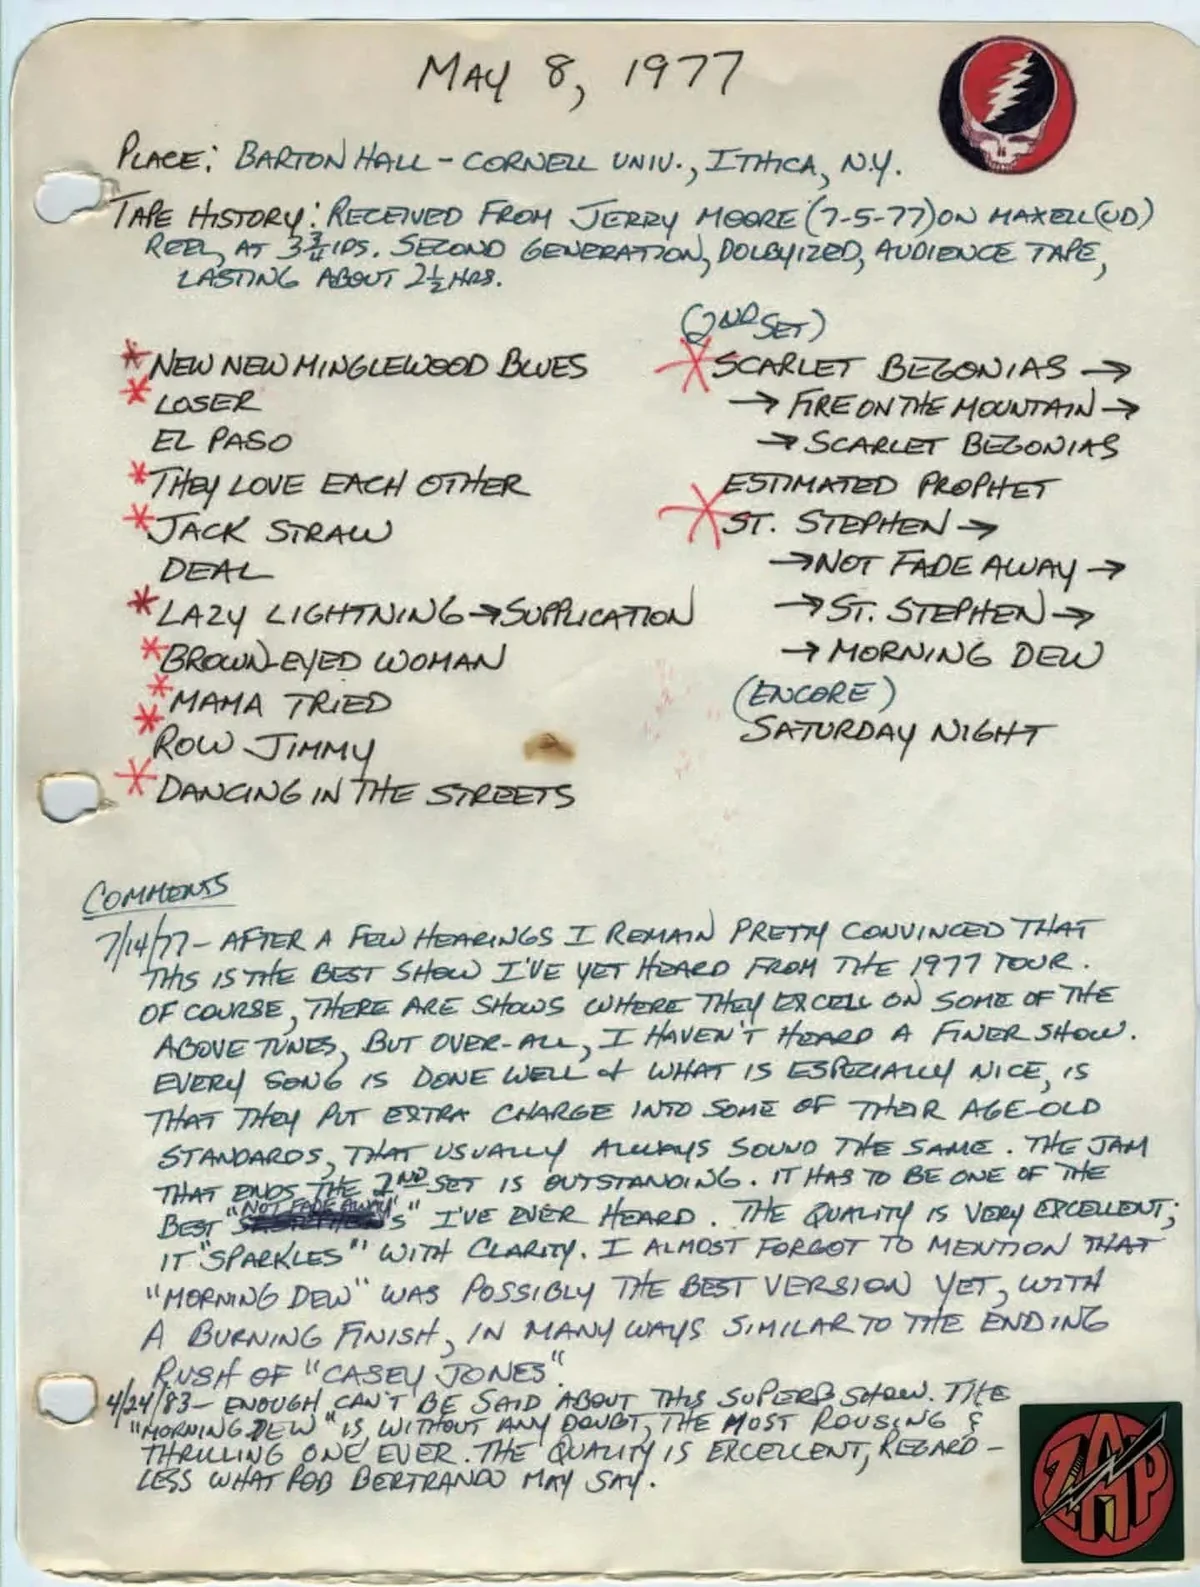 MAY 8, 1977
PLACE: BARTON HALL - CORNELL UNIV., ITHICA, N.Y.
TAPE HISTORY: RECEIVED FROM JERRY MOORE (7-5-77) ON MAXELL (UD)
REEL, AT 3 3/4 IPS. SECOND GENERATION, DOLBYIZED, AUDIENCE TAPE,
LASTING ABOUT 2 1/2 HRS.
* NEW NEW MINGLEWOOD BLUES
* LOSER
EL PASO
* THEY LOVE EACH OTHER
* JACK STRAW
DEAL
* LAZY LIGHTNING → SUPPLICATION
* BROWN-EYED WOMAN
* MAMA TRIED
* ROW JIMMY
* DANCING IN THE STREETS
(2ND SET)
* SCARLET BEGONIAS →
→ FIRE ON THE MOUNTAIN →
→ SCARLET BEGONIAS
ESTIMATED PROPHET
* ST. STEPHEN →
→ NOT FADE AWAY →
→ ST. STEPHEN →
→ MORNING DEW
(ENCORE)
SATURDAY NIGHT
COMMENTS
7/14/77 - AFTER A FEW HEARINGS I REMAIN PRETTY CONVINCED THAT
THIS IS THE BEST SHOW I'VE YET HEARD FROM THE 1977 TOUR.
OF COURSE, THERE ARE SHOWS WHERE THEY EXCELL ON SOME OF THE
ABOVE TUNES, BUT OVER-ALL, I HAVEN'T HEARD A FINER SHOW.
EVERY SONG IS DONE WELL & WHAT IS ESPECIALLY NICE, IS
THAT THEY PUT EXTRA CHARGE INTO SOME OF THEIR AGE-OLD
STANDARDS, THAT USUALLY ALWAYS SOUND THE SAME. THE JAM
THAT ENDS THE 2ND SET IS OUTSTANDING. IT HAS TO BE ONE OF THE
BEST "NOT FADE AWAY"S" I'VE EVER HEARD. THE QUALITY IS VERY EXCELLENT;
IT "SPARKLES" WITH CLARITY. I ALMOST FORGOT TO MENTION THAT
"MORNING DEW" WAS POSSIBLY THE BEST VERSION YET, WITH
A BURNING FINISH, IN MANY WAYS SIMILAR TO THE ENDING
RUSH OF "CASEY JONES".
4/24/83 - ENOUGH CAN'T BE SAID ABOUT THIS SUPERB SHOW. THE
"MORNING DEW" IS, WITHOUT ANY DOUBT, THE MOST ROUSING &
THRILLING ONE EVER. THE QUALITY IS EXCELLENT, REGARD-
LESS WHAT ROB BERTRANDO MAY SAY.
ZAP